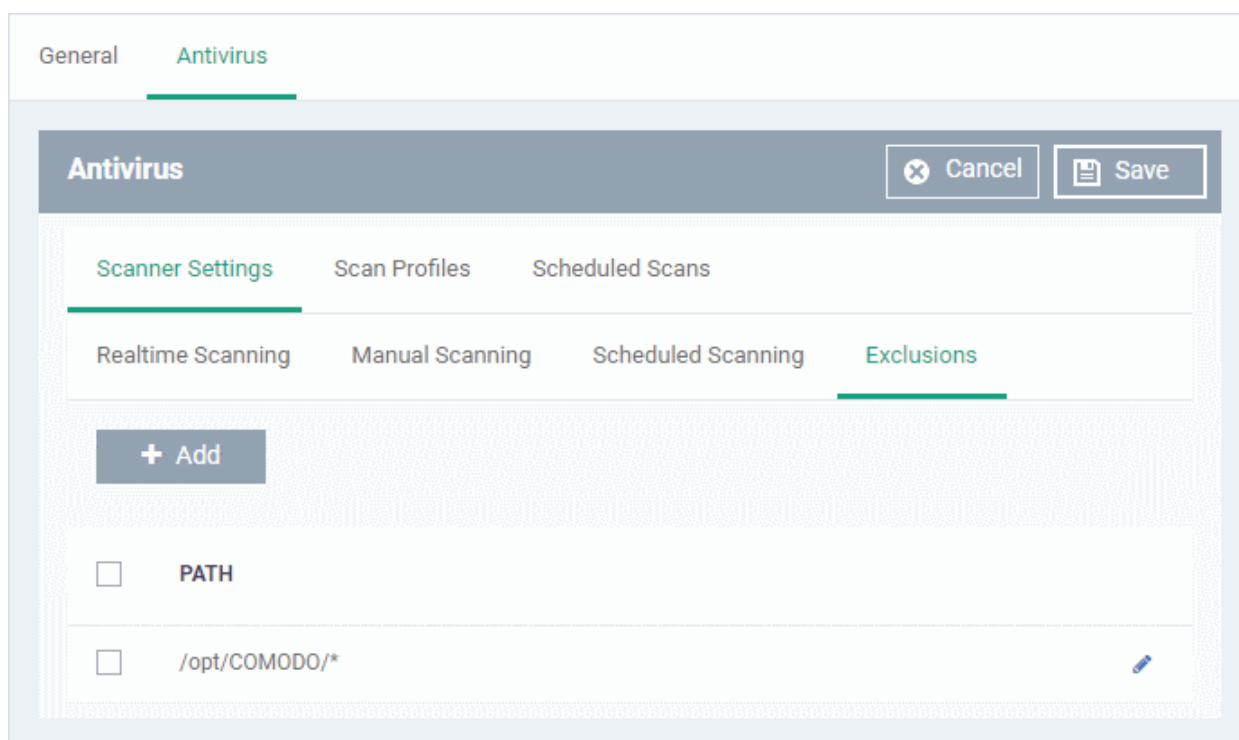 General Antivirus
Antivirus Cancel Save
Scanner Settings Scan Profiles Scheduled Scans
Realtime Scanning Manual Scanning Scheduled Scanning Exclusions
+ Add
PATH
/opt/COMODO/*